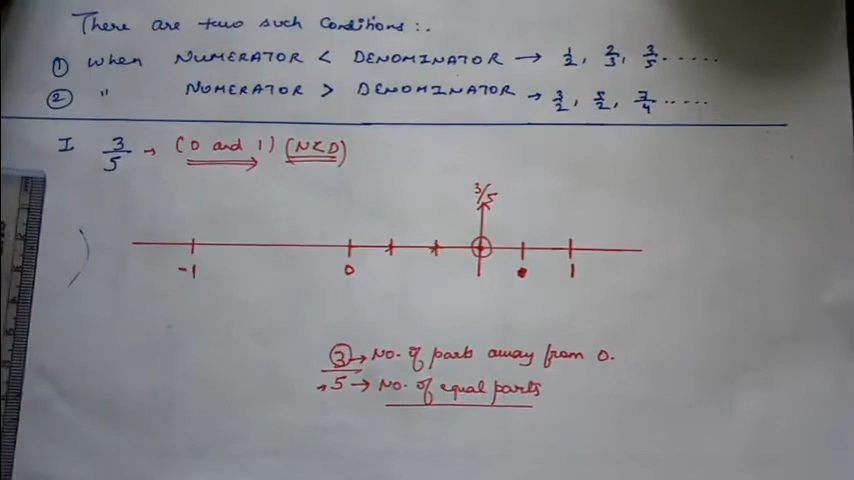 There are two such conditions:.
① When NUMERATOR < DENOMINATOR → 1/2, 2/3, 3/5......
② " NUMERATOR > DENOMINATOR → 3/2, 5/2, 7/4.....
I 3/5 → (0 and 1) (N<D)
3/5
-1 0 1
③ → No. of parts away from 0.
→ 5 → No. of equal parts